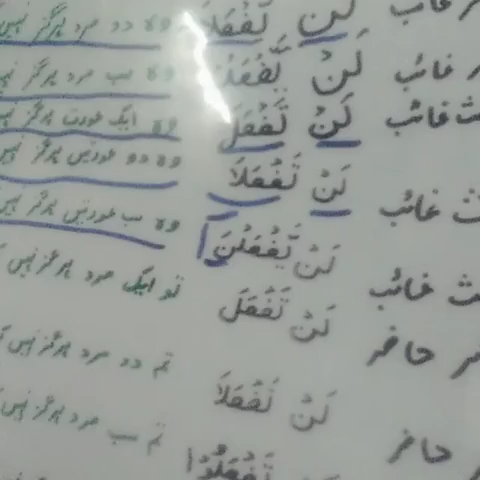 غائب لَن يَّفْعَلَا وہ دو مرد ہرگز نہیں
غائب لَنْ وہ سب مرد ہرگز نہیں
غائب لَنْ تَفْعَلَ وہ ایک عورت ہرگز نہیں
غائب لَنْ تَفْعَلَا وہ دو عورتیں ہرگز نہیں
غائب لَنْ يَّفْعَلْنَ وہ سب عورتیں ہرگز نہیں
حاضر لَنْ تَفْعَلَ تو ایک مرد ہرگز نہیں
حاضر لَنْ تَفْعَلَا تم دو مرد ہرگز نہیں
تَفْعَلُوْا تم سب مرد ہرگز نہیں